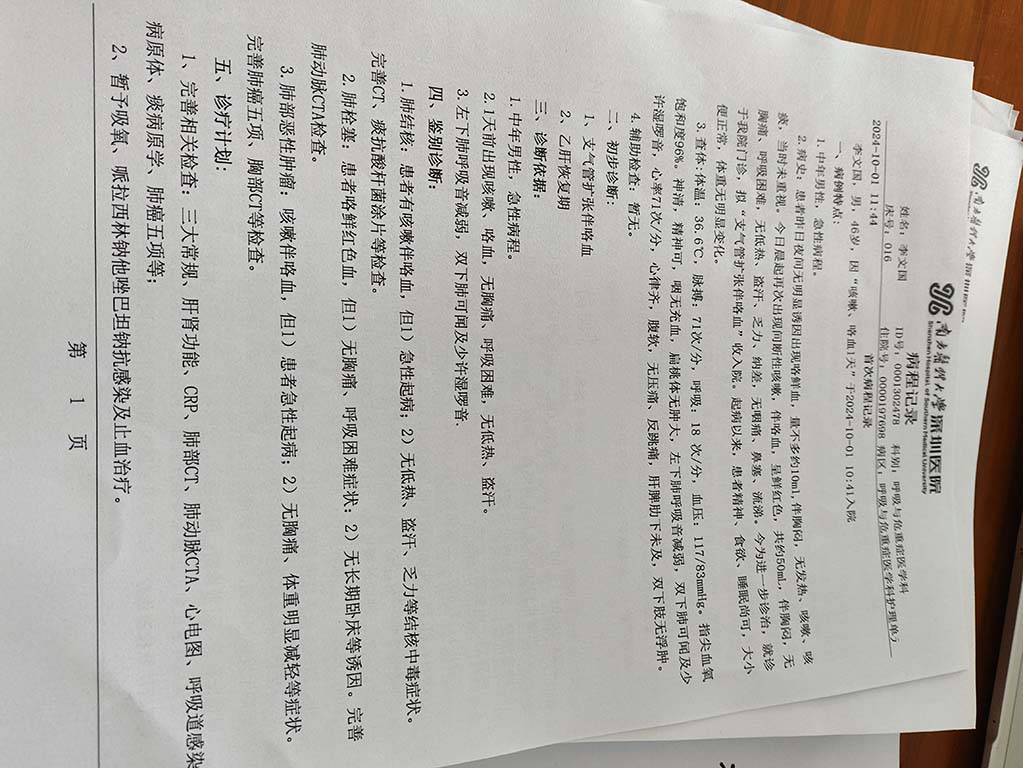 南方医科大学深圳医院
南方医科大学深圳医院
Shenzhen Hospital of Southern Medical University
病程记录
姓名：李文国 ID号：0001302478 科别：呼吸与危重症医学科
床号：016 住院号：0000197698 病区：呼吸与危重症医学科护理单元
2024-10-01 11:44 首次病程记录
李文国，男，46岁，因“咳嗽、咯血1天”于2024-10-01 10:41入院
一、病例特点：
1. 中年男性，急性病程。
2. 病史：患者昨日夜间无明显诱因出现咯鲜血，量不多约10ml，伴胸闷，无发热、咳嗽、咳
痰，当时未重视。今日晨起再次出现间断性咳嗽，伴咯血，呈鲜红色，共约50mL，伴胸闷，无
胸痛、呼吸困难，无低热、盗汗、乏力、纳差，无咽痛、鼻塞、流涕。今为进一步诊治，就诊
于我院门诊，拟“支气管扩张伴咯血”收入院。起病以来，患者精神、食欲、睡眠尚可，大小
便正常，体重无明显变化。
3. 查体：体温：36.6℃，脉搏：71次/分，呼吸：18 次/分，血压：117/83mmHg。指尖血氧
饱和度96%。神清，精神可，咽无充血，扁桃体无肿大，左下肺呼吸音减弱，双下肺可闻及少
许湿啰音，心率71次/分，心律齐，腹软，无压痛、反跳痛，肝脾肋下未及，双下肢无浮肿。
4. 辅助检查：暂无。
二、初步诊断：
1. 支气管扩张伴咯血
2. 乙肝恢复期
三、诊断依据：
1. 中年男性，急性病程。
2. 1天前出现咳嗽、咯血，无胸痛、呼吸困难，无低热、盗汗。
3. 左下肺呼吸音减弱，双下肺可闻及少许湿啰音.
四、鉴别诊断：
1. 肺结核：患者有咳嗽伴咯血，但1）急性起病；2）无低热、盗汗、乏力等结核中毒症状。
完善CT、痰抗酸杆菌涂片等检查。
2. 肺栓塞：患者咯鲜红色血，但1）无胸痛、呼吸困难症状；2）无长期卧床等诱因。完善
肺动脉CTA检查。
3. 肺部恶性肿瘤：咳嗽伴咯血，但1）患者急性起病；2）无胸痛、体重明显减轻等症状。
完善肺癌五项、胸部CT等检查。
五、诊疗计划：
1、完善相关检查：三大常规、肝肾功能、CRP、肺部CT、肺动脉CTA、心电图、呼吸道感染
病原体、痰病原学、肺癌五项等；
2、暂予吸氧、哌拉西林钠他唑巴坦钠抗感染及止血治疗。
第 1 页